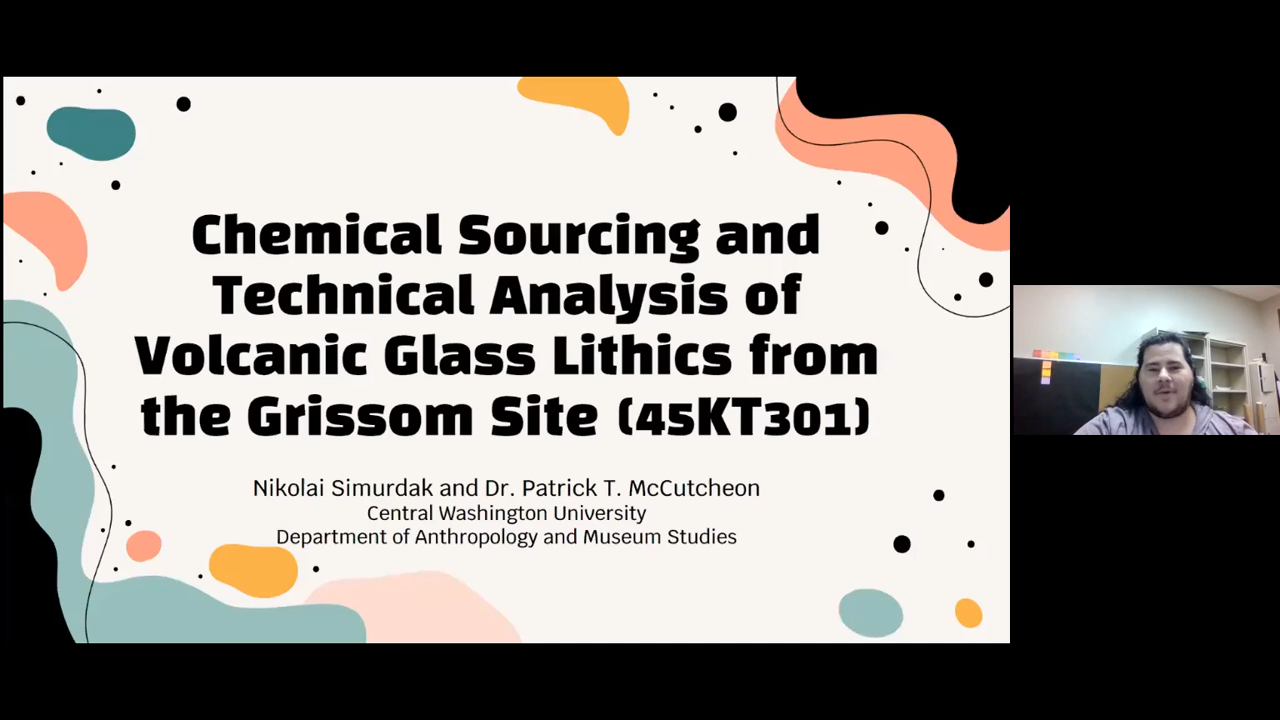 Chemical Sourcing and
Technical Analysis of
Volcanic Glass Lithics from
the Grissom Site (45KT301)
Nikolai Simurdak and Dr. Patrick T. McCutcheon
Central Washington University
Department of Anthropology and Museum Studies